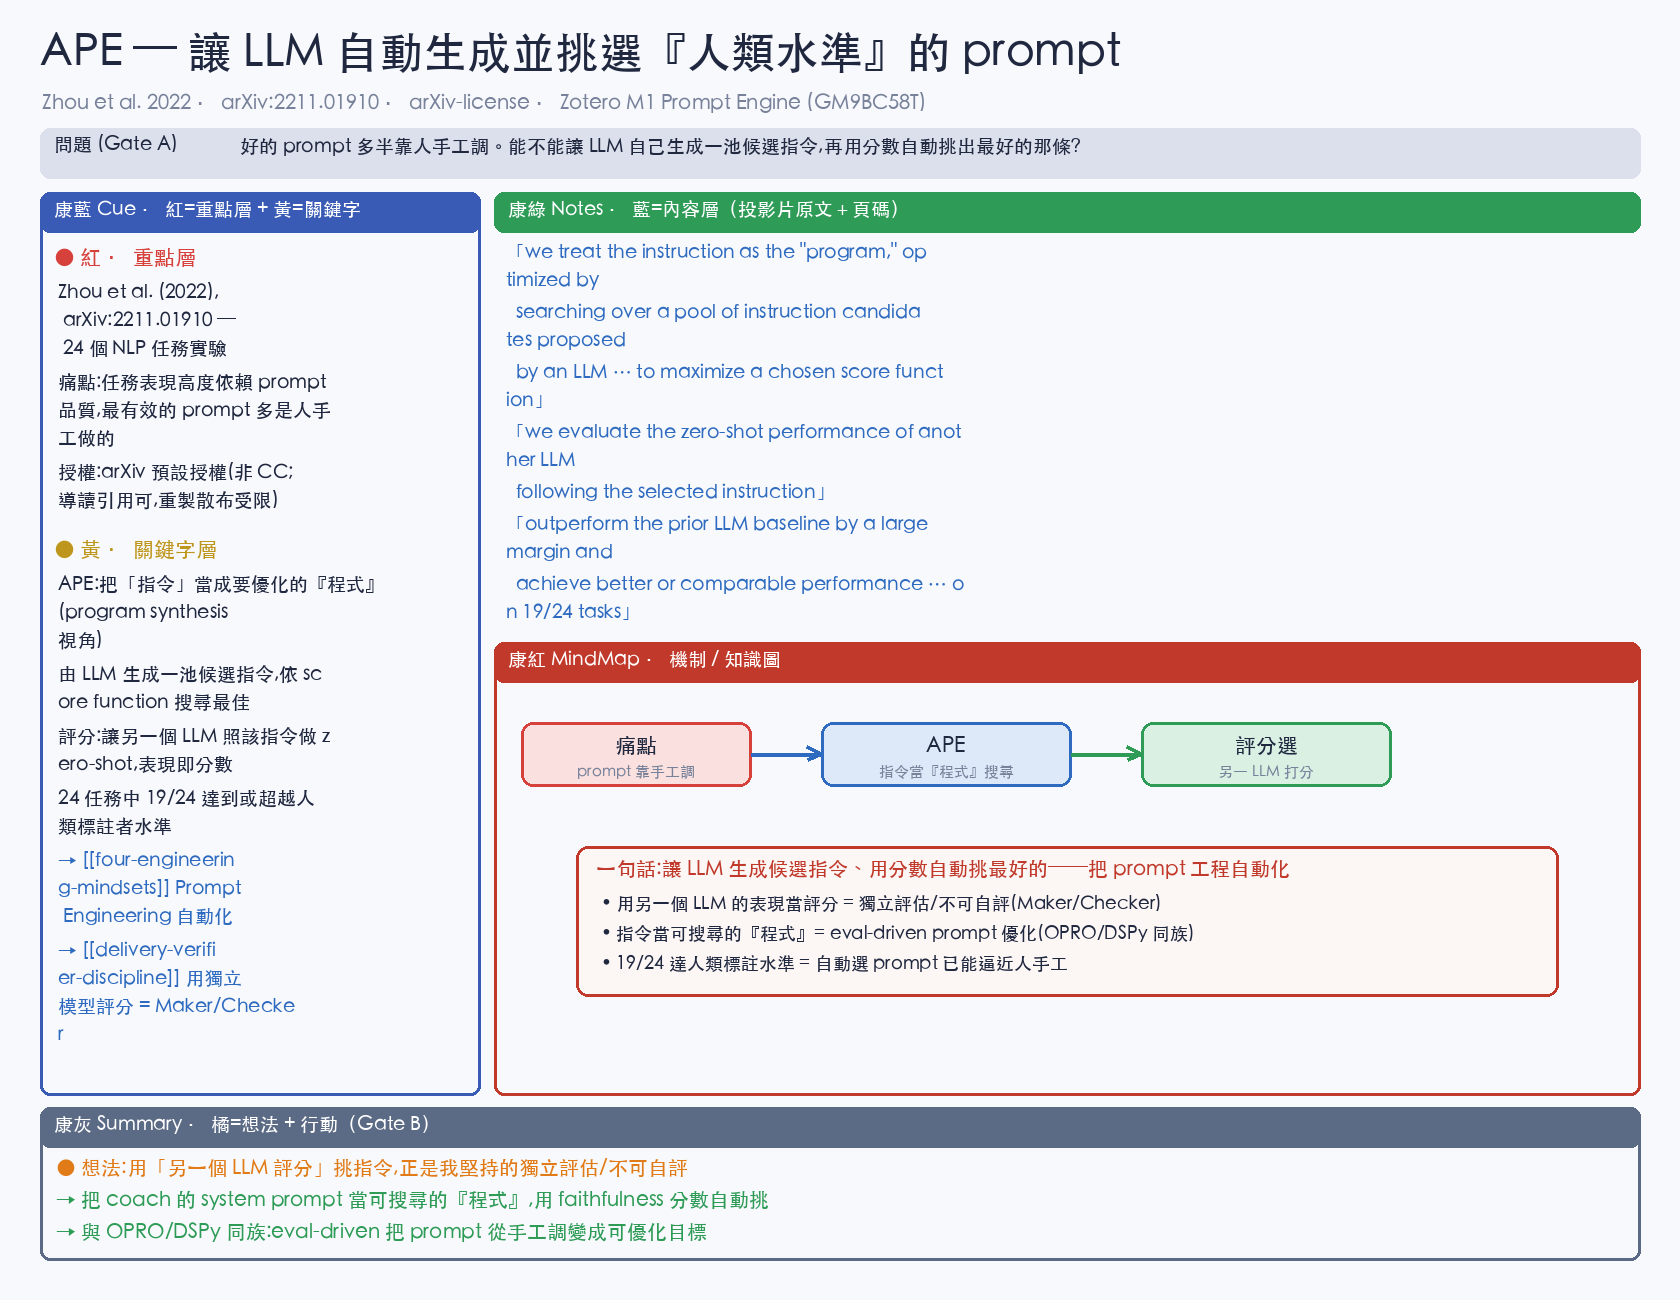 APE — 讓 LLM 自動生成並挑選『人類水準』的 prompt
Zhou et al. 2022 · arXiv:2211.01910 · arXiv-license · Zotero M1 Prompt Engine (GM9BC58T)
問題 (Gate A) 好的 prompt 多半靠人手工調。能不能讓 LLM 自己生成一池候選指令,再用分數自動挑出最好的那條?
康藍 Cue · 紅=重點層 + 黃=關鍵字
● 紅 · 重點層
Zhou et al. (2022),
arXiv:2211.01910 —
24 個 NLP 任務實驗
痛點:任務表現高度依賴 prompt
品質,最有效的 prompt 多是人手
工做的
授權:arXiv 預設授權(非 CC;
導讀引用可,重製散布受限)
● 黃 · 關鍵字層
APE:把「指令」當成要優化的『程式』
(program synthesis
視角)
由 LLM 生成一池候選指令,依 sc
ore function 搜尋最佳
評分:讓另一個 LLM 照該指令做 z
ero-shot,表現即分數
24 任務中 19/24 達到或超越人
類標註者水準
→ [[four-engineerin
g-mindsets]] Prompt
Engineering 自動化
→ [[delivery-verifi
er-discipline]] 用獨立
模型評分 = Maker/Checke
r
康綠 Notes · 藍=內容層（投影片原文 + 頁碼）
「we treat the instruction as the "program," op
timized by
searching over a pool of instruction candida
tes proposed
by an LLM ⋯ to maximize a chosen score funct
ion」
「we evaluate the zero-shot performance of anot
her LLM
following the selected instruction」
「outperform the prior LLM baseline by a large
margin and
achieve better or comparable performance ⋯ o
n 19/24 tasks」
康紅 MindMap · 機制 / 知識圖
痛點
prompt 靠手工調
APE
指令當『程式』搜尋
評分選
另一 LLM 打分
一句話:讓 LLM 生成候選指令、用分數自動挑最好的——把 prompt 工程自動化
• 用另一個 LLM 的表現當評分 = 獨立評估/不可自評(Maker/Checker)
• 指令當可搜尋的『程式』= eval-driven prompt 優化(OPRO/DSPy 同族)
• 19/24 達人類標註水準 = 自動選 prompt 已能逼近人手工
康灰 Summary · 橘=想法 + 行動（Gate B）
● 想法:用「另一個 LLM 評分」挑指令,正是我堅持的獨立評估/不可自評
→ 把 coach 的 system prompt 當可搜尋的『程式』,用 faithfulness 分數自動挑
→ 與 OPRO/DSPy 同族:eval-driven 把 prompt 從手工調變成可優化目標